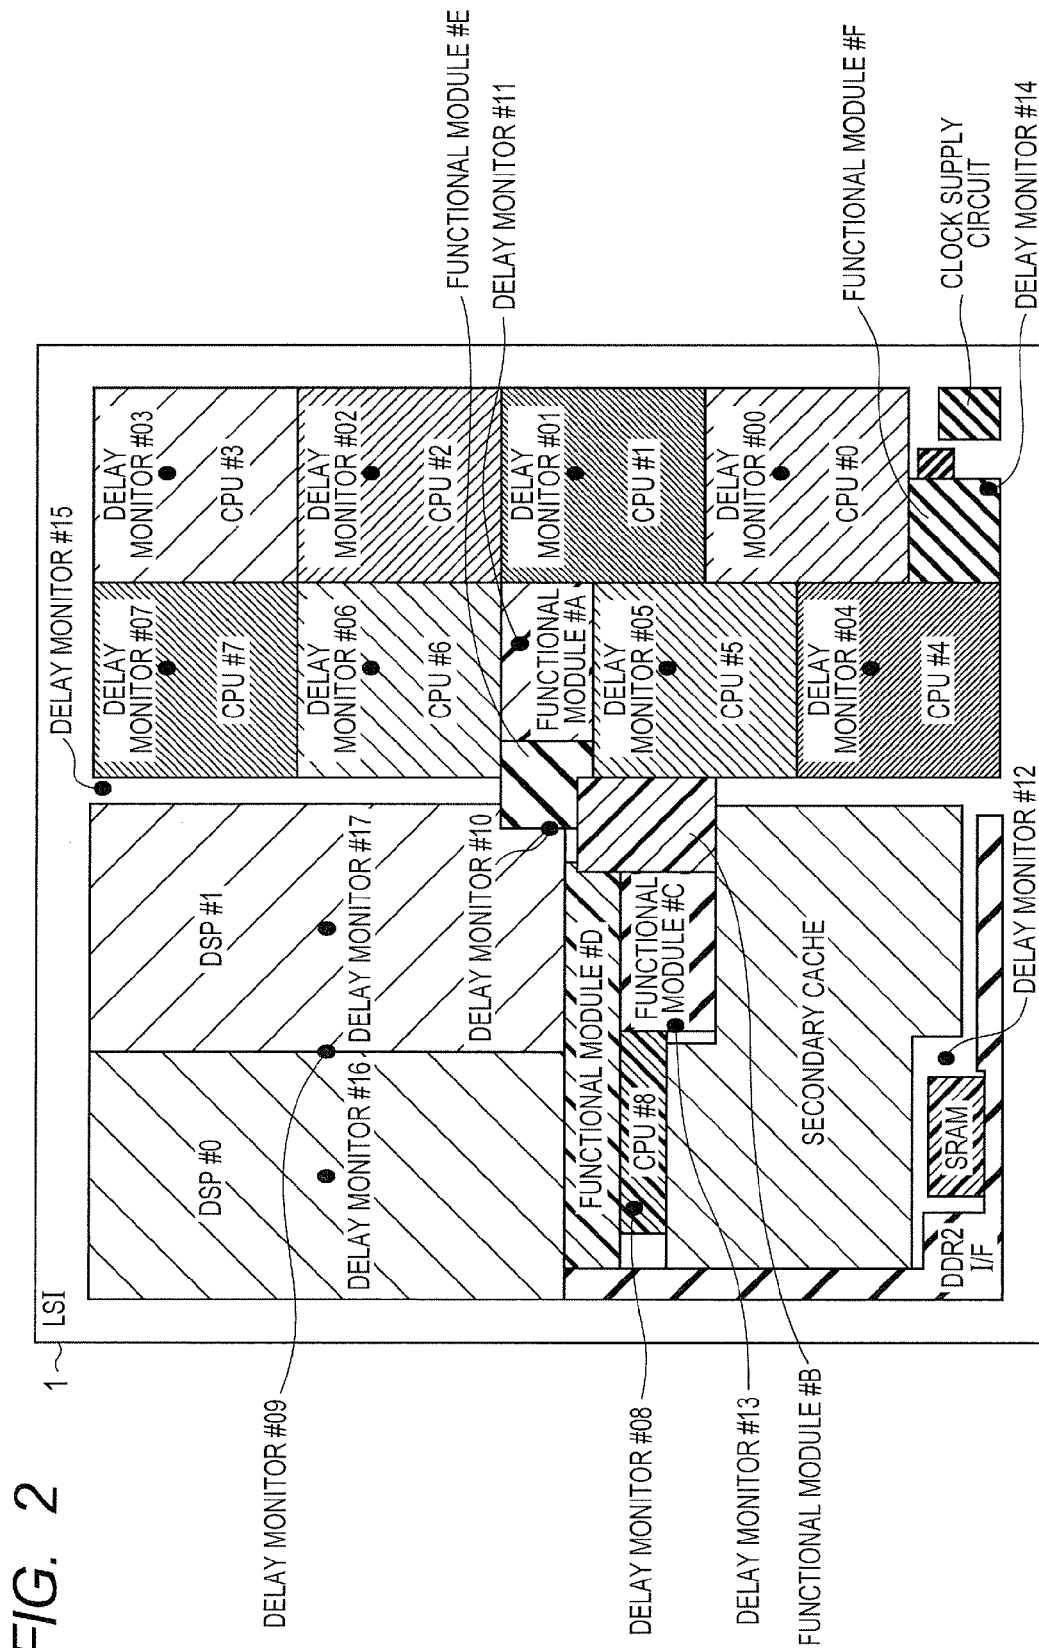 FIG. 2
1
LSI
DELAY MONITOR #15
DSP #0
DSP #1
DELAY
MONITOR #07
CPU #7
DELAY
MONITOR #03
CPU #3
DELAY MONITOR #09
DELAY MONITOR #16
DELAY MONITOR #17
DELAY
MONITOR #06
CPU #6
DELAY
MONITOR #02
CPU #2
FUNCTIONAL MODULE #E
DELAY MONITOR #11
DELAY MONITOR #10
FUNCTIONAL
MODULE #A
DELAY
MONITOR #01
CPU #1
FUNCTIONAL MODULE #D
DELAY MONITOR #08
CPU #8
FUNCTIONAL
MODULE #C
DELAY
MONITOR #05
CPU #5
DELAY
MONITOR #00
CPU #0
DELAY MONITOR #13
FUNCTIONAL MODULE #B
SECONDARY CACHE
DELAY
MONITOR #04
CPU #4
FUNCTIONAL MODULE #F
DDR2
I/F
SRAM
CLOCK SUPPLY
CIRCUIT
DELAY MONITOR #12
DELAY MONITOR #14